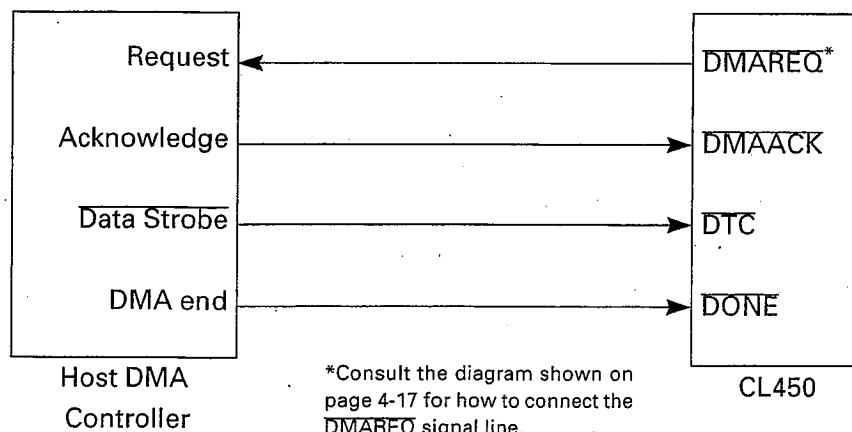 Request
DMAREQ*
Acknowledge
DMAACK
Data Strobe
DTC
DMA end
DONE
Host DMA
Controller
*Consult the diagram shown on
page 4-17 for how to connect the
DMAREQ signal line.
CL450